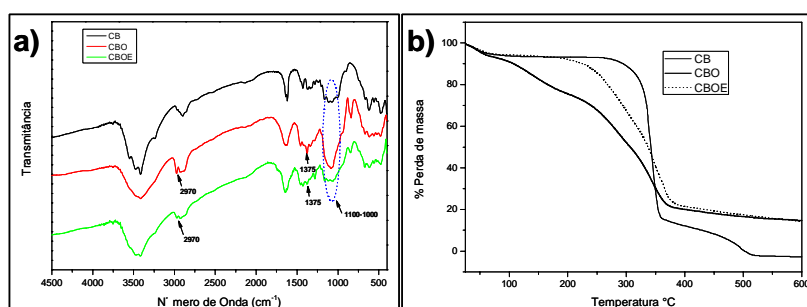 a)
CB
CBO
CBOE
Transmitância
2970
1375
2970
1375
1100-1000
4500 4000 3500 3000 2500 2000 1500 1000 500
N´ mero de Onda (cm⁻¹)
b)
CB
CBO
CBOE
% Perda de massa
100
80
60
40
20
0
100 200 300 400 500 600
Temperatura °C